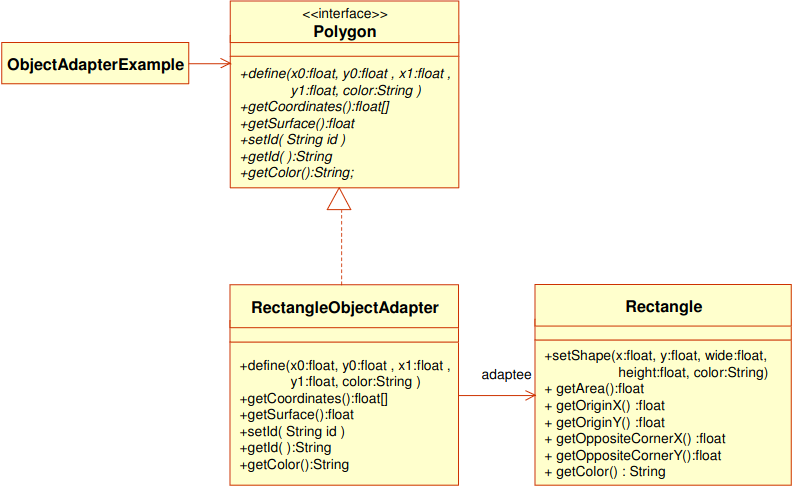 <<interface>>
Polygon
ObjectAdapterExample
+define(x0:float, y0:float , x1:float ,
y1:float, color:String )
+getCoordinates():float[]
+getSurface():float
+setId( String id )
+getId( ):String
+getColor():String;
RectangleObjectAdapter
+define(x0:float, y0:float , x1:float ,
y1:float, color:String )
+getCoordinates():float[]
+getSurface():float
+setId( String id )
+getId( ):String
+getColor():String
adaptee
Rectangle
+setShape(x:float, y:float, wide:float,
height:float, color:String)
+ getArea():float
+ getOriginX() :float
+ getOriginY() :float
+ getOppositeCornerX() :float
+ getOppositeCornerY():float
+ getColor() : String